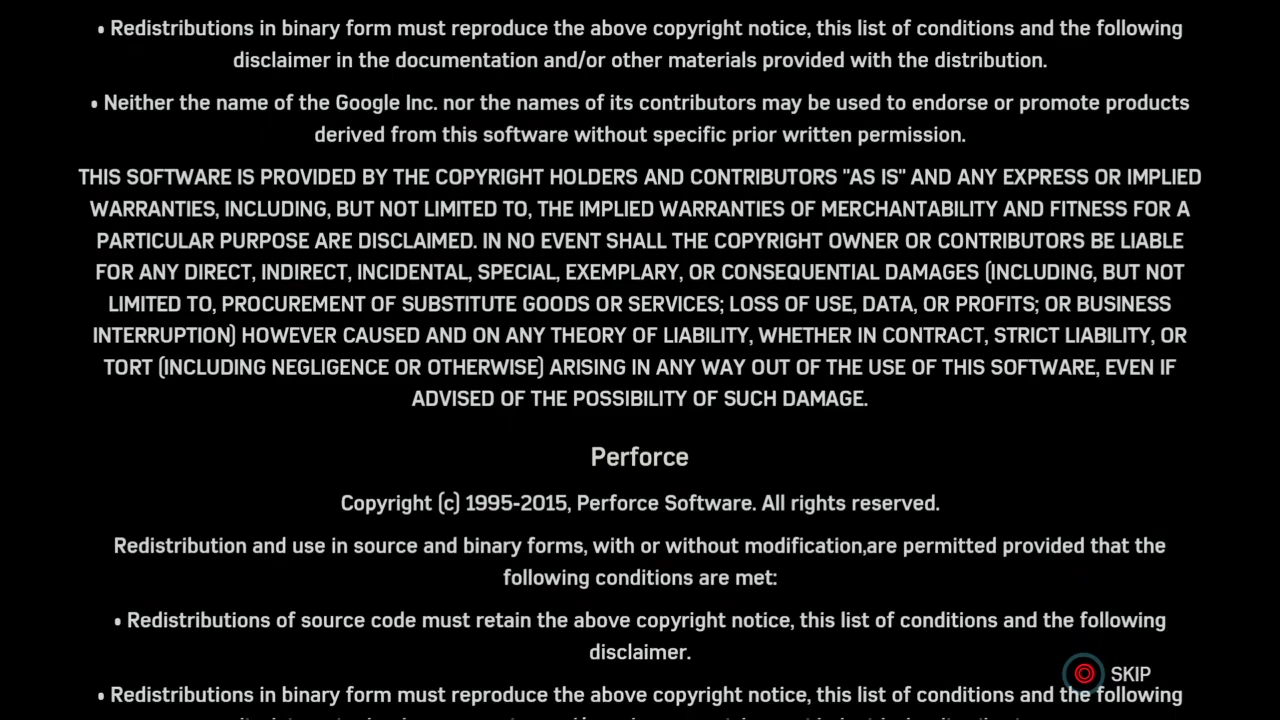 • Redistributions in binary form must reproduce the above copyright notice, this list of conditions and the following
disclaimer in the documentation and/or other materials provided with the distribution.
• Neither the name of the Google Inc. nor the names of its contributors may be used to endorse or promote products
derived from this software without specific prior written permission.
THIS SOFTWARE IS PROVIDED BY THE COPYRIGHT HOLDERS AND CONTRIBUTORS "AS IS" AND ANY EXPRESS OR IMPLIED
WARRANTIES, INCLUDING, BUT NOT LIMITED TO, THE IMPLIED WARRANTIES OF MERCHANTABILITY AND FITNESS FOR A
PARTICULAR PURPOSE ARE DISCLAIMED. IN NO EVENT SHALL THE COPYRIGHT OWNER OR CONTRIBUTORS BE LIABLE
FOR ANY DIRECT, INDIRECT, INCIDENTAL, SPECIAL, EXEMPLARY, OR CONSEQUENTIAL DAMAGES (INCLUDING, BUT NOT
LIMITED TO, PROCUREMENT OF SUBSTITUTE GOODS OR SERVICES; LOSS OF USE, DATA, OR PROFITS; OR BUSINESS
INTERRUPTION) HOWEVER CAUSED AND ON ANY THEORY OF LIABILITY, WHETHER IN CONTRACT, STRICT LIABILITY, OR
TORT (INCLUDING NEGLIGENCE OR OTHERWISE) ARISING IN ANY WAY OUT OF THE USE OF THIS SOFTWARE, EVEN IF
ADVISED OF THE POSSIBILITY OF SUCH DAMAGE.
Perforce
Copyright (c) 1995-2015, Perforce Software. All rights reserved.
Redistribution and use in source and binary forms, with or without modification,are permitted provided that the
following conditions are met:
• Redistributions of source code must retain the above copyright notice, this list of conditions and the following
disclaimer.
SKIP
• Redistributions in binary form must reproduce the above copyright notice, this list of conditions and the following